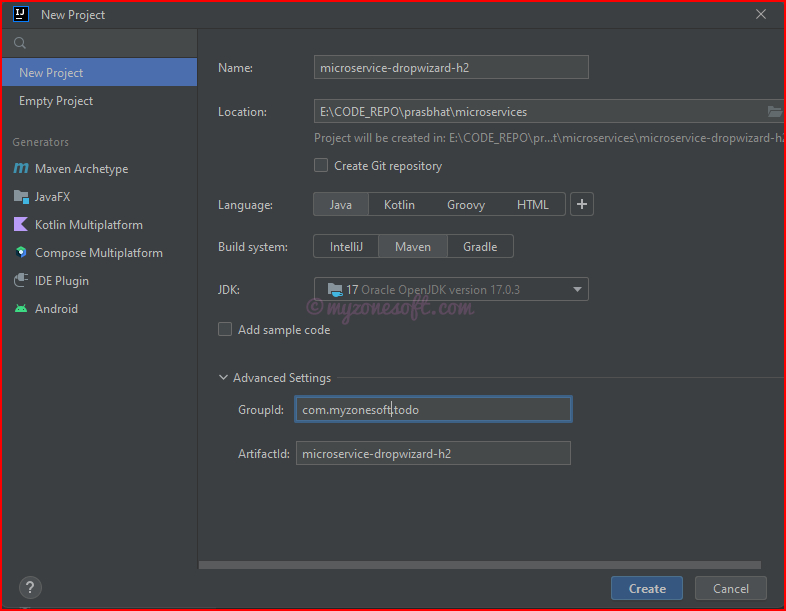 New Project
New Project
Empty Project
Generators
Maven Archetype
JavaFX
Kotlin Multiplatform
Compose Multiplatform
IDE Plugin
Android
?
Name: microservice-dropwizard-h2
Location: E:\CODE_REPO\prasbhat\microservices
Project will be created in: E:\CODE_REPO\pr...t\microservices\microservice-dropwizard-h2
Create Git repository
Language: Java Kotlin Groovy HTML +
Build system: IntelliJ Maven Gradle
JDK: 17 Oracle OpenJDK version 17.0.3
©myzonesoft.com
Add sample code
Advanced Settings
GroupId: com.myzonesoft.todo
ArtifactId: microservice-dropwizard-h2
Create Cancel